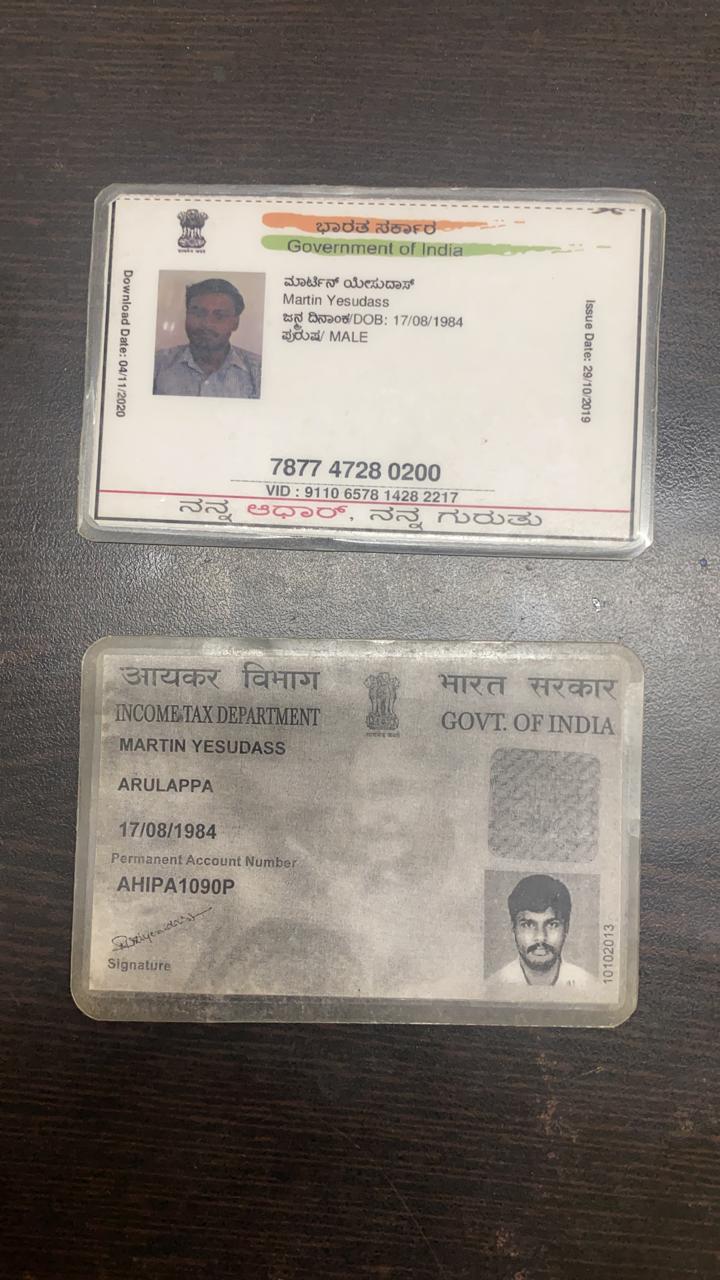 ಭಾರತ ಸರ್ಕಾರ
Government of India
ಮಾರ್ಟಿನ್ ಯೇಸುದಾಸ್
Martin Yesudass
ಜನ್ಮ ದಿನಾಂಕ/DOB: 17/08/1984
ಪುರುಷ/ MALE
Download Date: 04/11/2020
Issue Date: 29/10/2019
7877 4728 0200
VID : 9110 6578 1428 2217
ನನ್ನ ಆಧಾರ್, ನನ್ನ ಗುರುತು
आयकर विभाग
भारत सरकार
INCOME TAX DEPARTMENT
GOVT. OF INDIA
MARTIN YESUDASS
ARULAPPA
17/08/1984
Permanent Account Number
AHIPA1090P
Signature
10102013